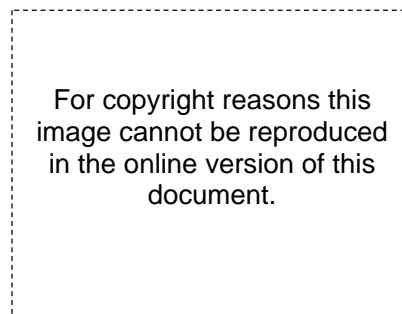 For copyright reasons this
image cannot be reproduced
in the online version of this
document.